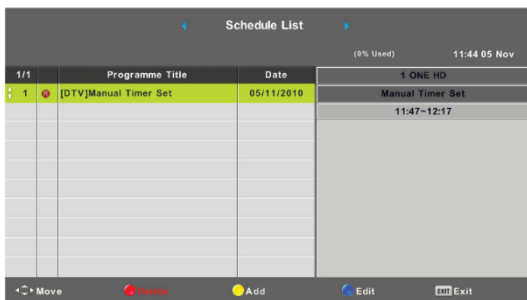 Schedule List
(0% Used) 11:44 05 Nov
1/1 Programme Title Date 1 ONE HD
1 [DTV]Manual Timer Set 05/11/2010 Manual Timer Set
11:47~12:17
Move Delete Add Edit EXIT Exit